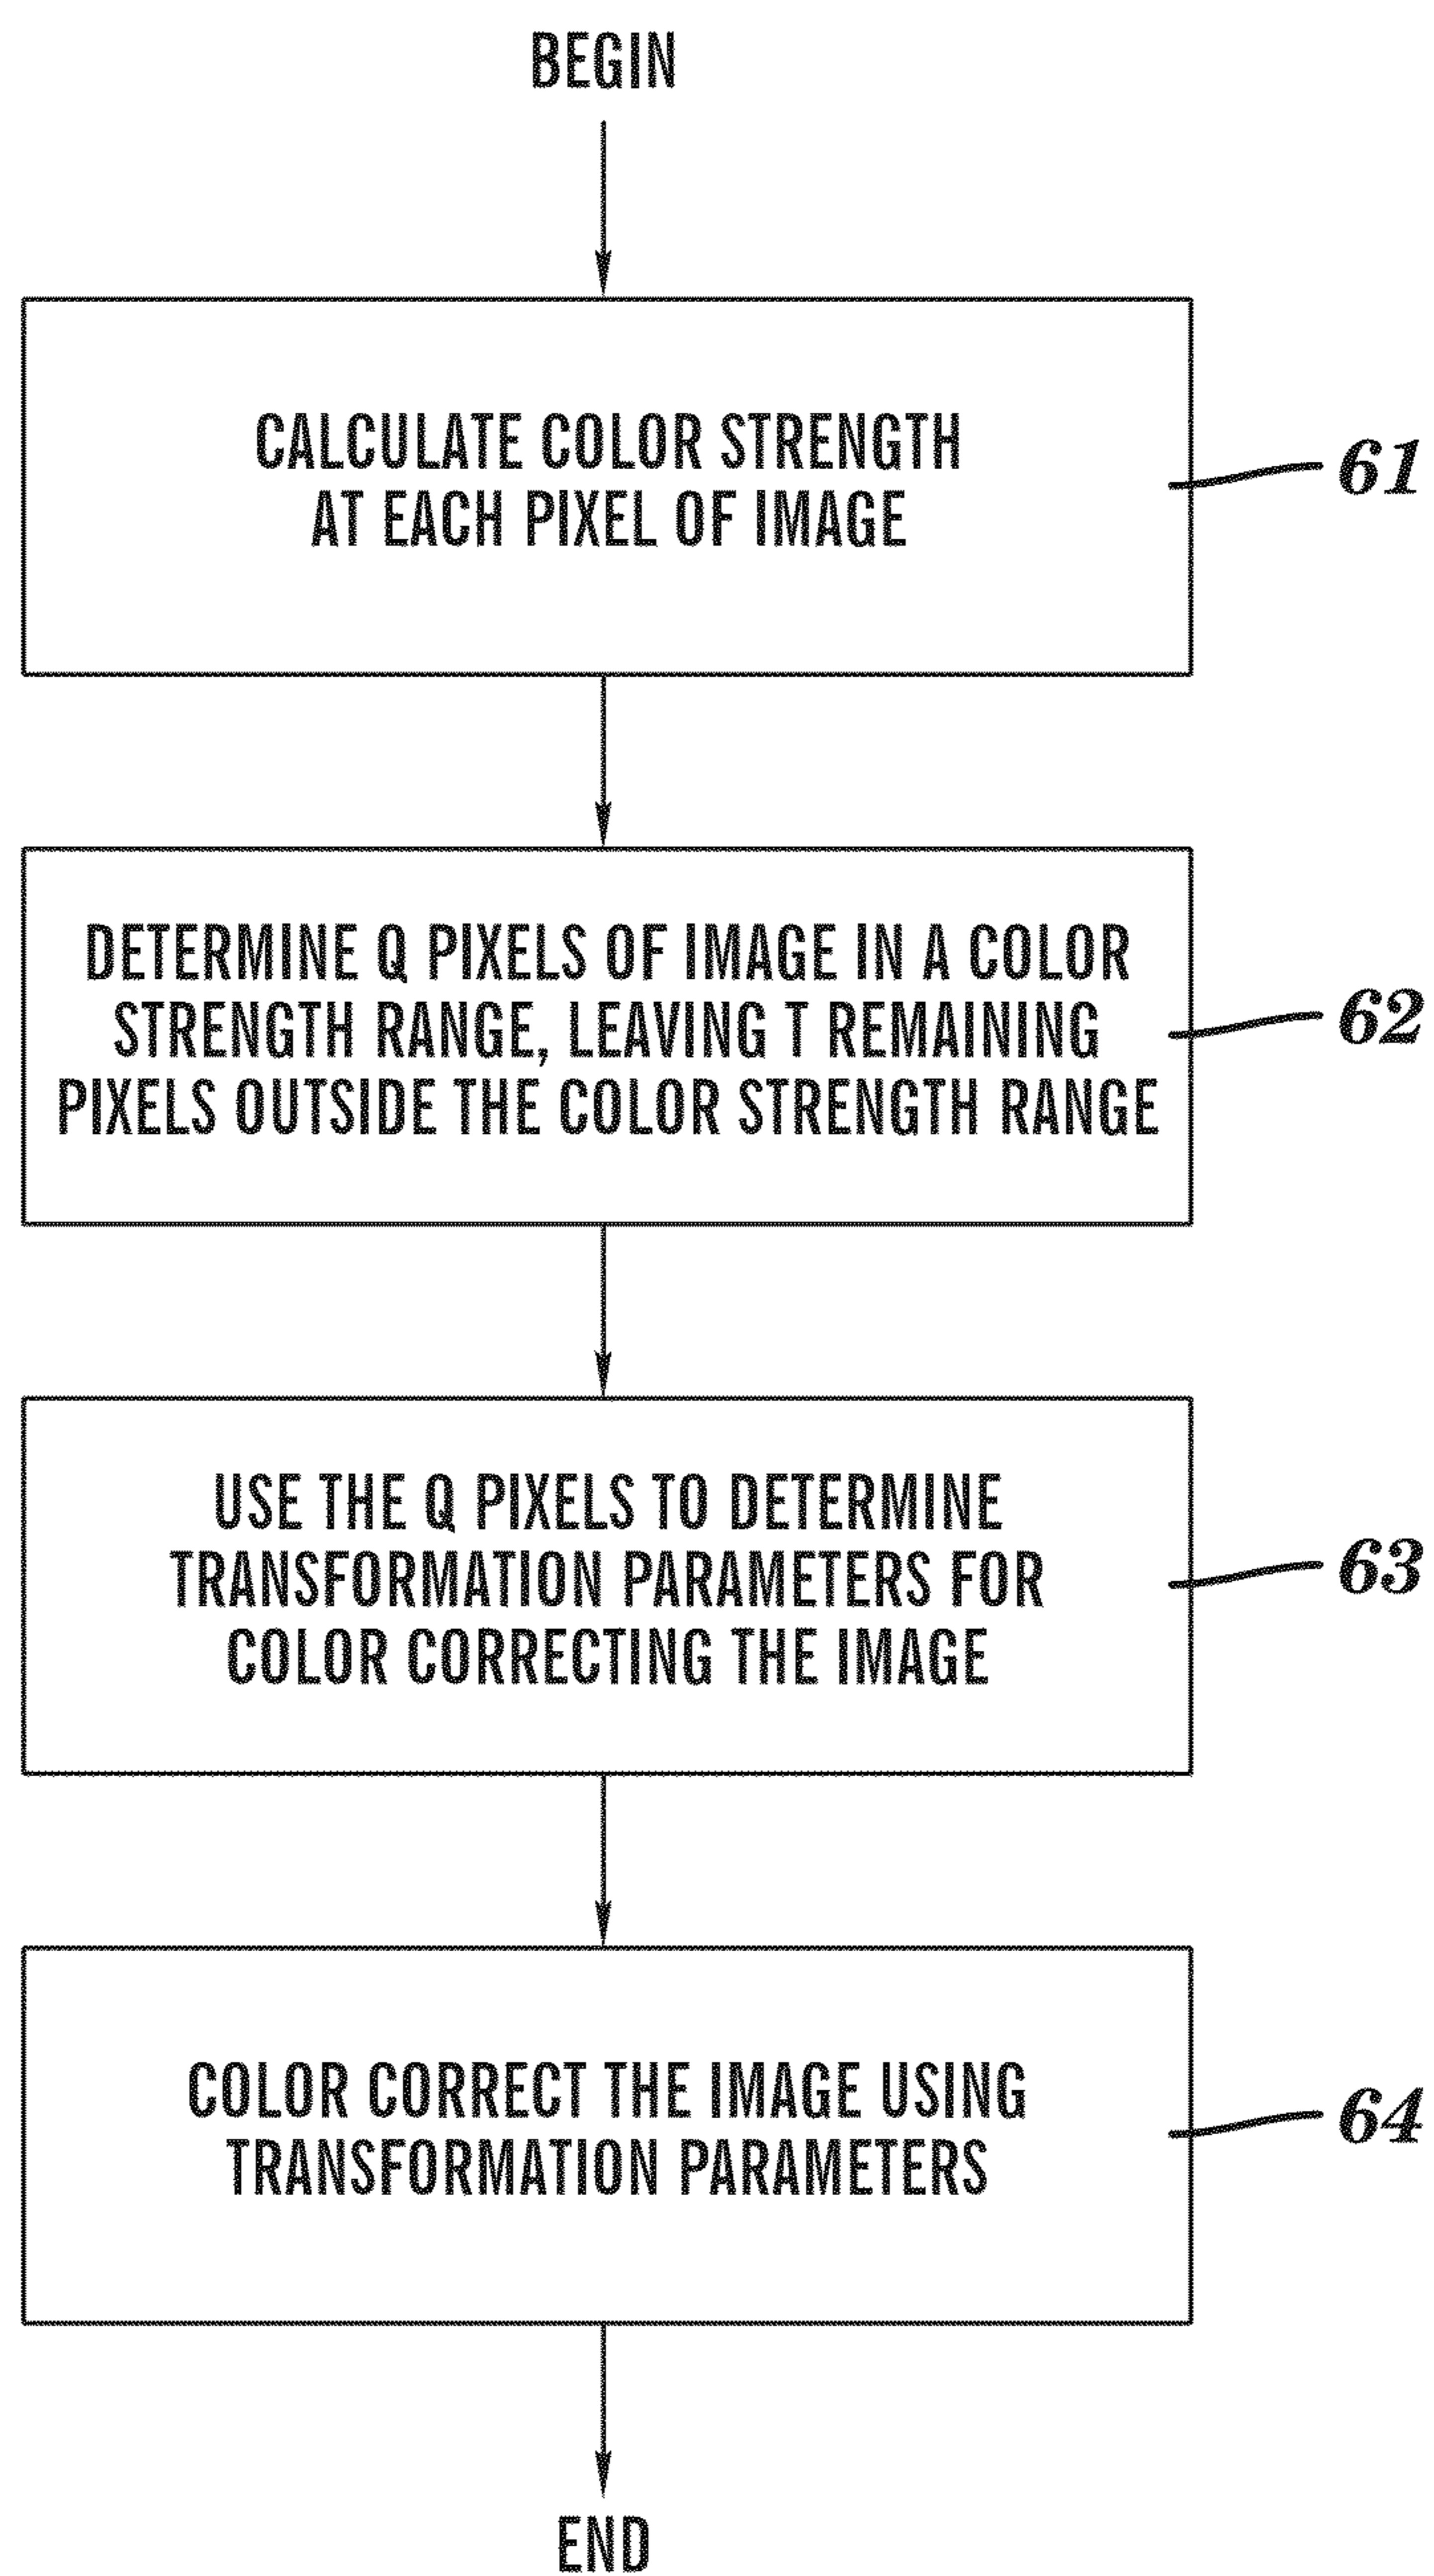 BEGIN
CALCULATE COLOR STRENGTH
AT EACH PIXEL OF IMAGE
61
DETERMINE Q PIXELS OF IMAGE IN A COLOR
STRENGTH RANGE, LEAVING T REMAINING
PIXELS OUTSIDE THE COLOR STRENGTH RANGE
62
USE THE Q PIXELS TO DETERMINE
TRANSFORMATION PARAMETERS FOR
COLOR CORRECTING THE IMAGE
63
COLOR CORRECT THE IMAGE USING
TRANSFORMATION PARAMETERS
64
END